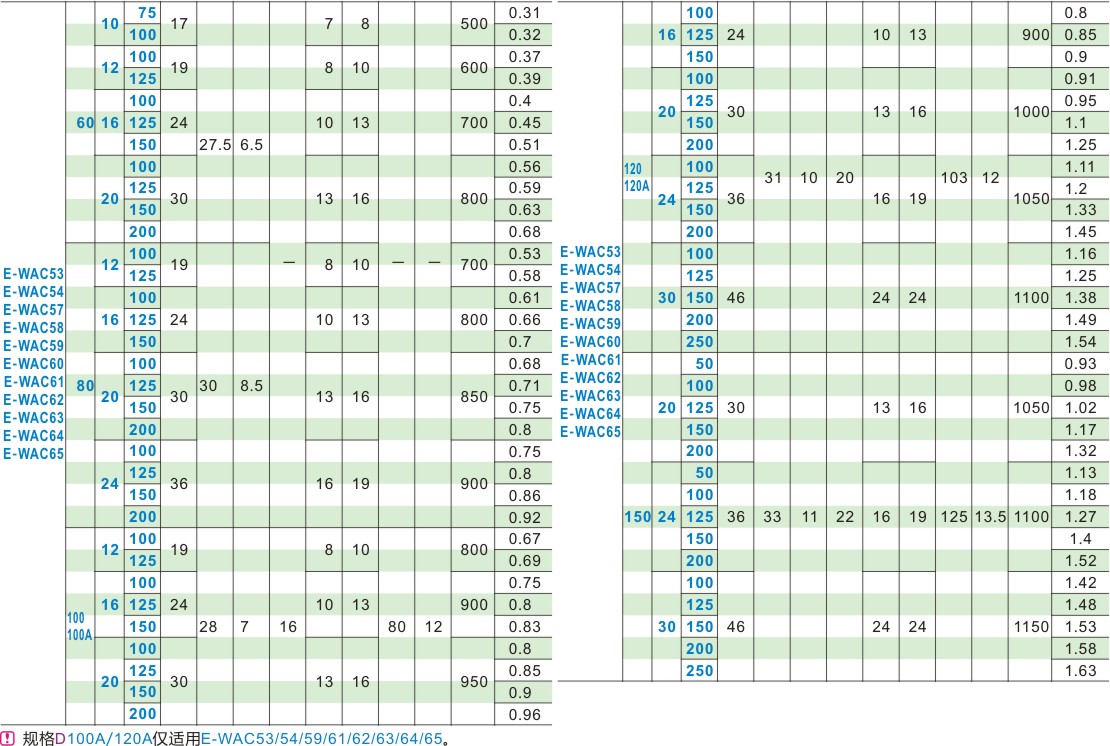 10 75 17 7 8 500 0.31
100 0.32
12 100 19 8 10 600 0.37
125 0.39
100 0.4
60 16 125 24 10 13 700 0.45
150 27.5 6.5 0.51
100 0.56
125 0.59
20 30 13 16 800
150 0.63
200 0.68
100 0.53
12 19 — 8 10 — — 700
125 0.58
100 0.61
16 125 24 10 13 800 0.66
150 0.7
100 0.68
80 125 30 8.5 0.71
20 30 13 16 850
150 0.75
200 0.8
100 0.75
125 0.8
24 36 16 19 900
150 0.86
200 0.92
100 0.67
12 19 8 10 800
125 0.69
100 0.75
16 125 24 10 13 900 0.8
100
100A
150 28 7 16 80 12 0.83
100 0.8
125 0.85
20 30 13 16 950
150 0.9
200 0.96
E-WAC53
E-WAC54
E-WAC57
E-WAC58
E-WAC59
E-WAC60
E-WAC61
E-WAC62
E-WAC63
E-WAC64
E-WAC65
100 0.8
16 125 24 10 13 900 0.85
150 0.9
100 0.91
125 0.95
20 30 13 16 1000
150 1.1
200 1.25
100 1.11
120
120A
31 10 20 103 12
125 1.2
24 36 16 19 1050
150 1.33
200 1.45
100 1.16
125 1.25
30 150 46 24 24 1100 1.38
200 1.49
250 1.54
50 0.93
100 0.98
20 125 30 13 16 1050 1.02
150 1.17
200 1.32
50 1.13
100 1.18
150 24 125 36 33 11 22 16 19 125 13.5 1100 1.27
150 1.4
200 1.52
100 1.42
125 1.48
30 150 46 24 24 1150 1.53
200 1.58
250 1.63
E-WAC53
E-WAC54
E-WAC57
E-WAC58
E-WAC59
E-WAC60
E-WAC61
E-WAC62
E-WAC63
E-WAC64
E-WAC65
! 规格D100A/120A仅适用E-WAC53/54/59/61/62/63/64/65。